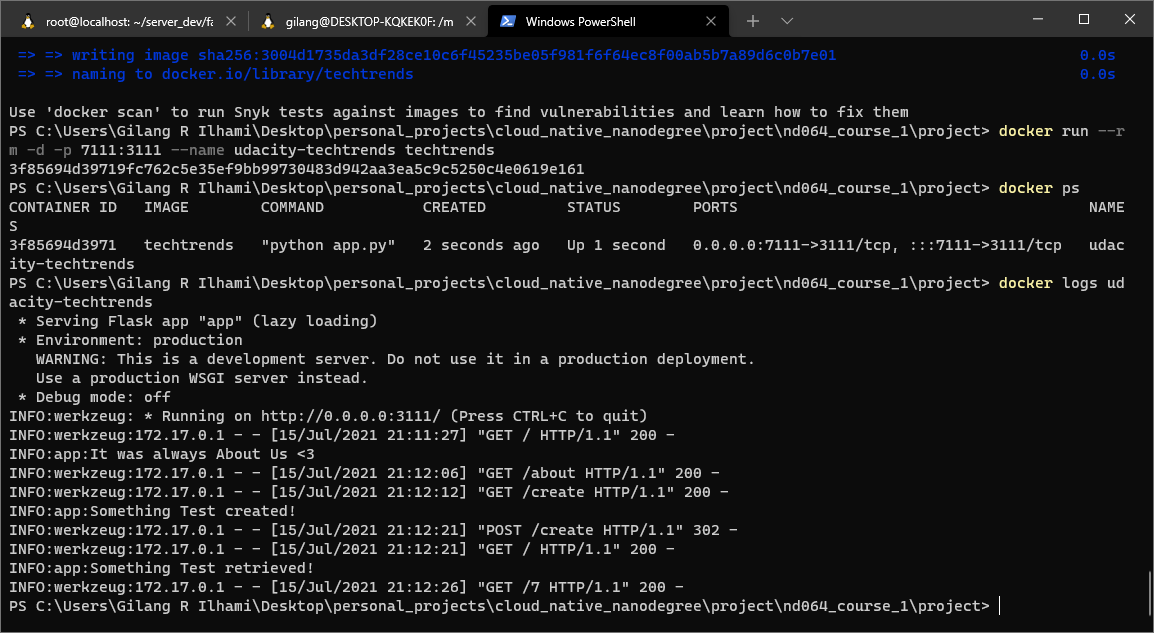 root@localhost: ~/server_dev/fa
gilang@DESKTOP-KQKEK0F: /m
Windows PowerShell
=> => writing image sha256:3004d1735da3df28ce10c6f45235be05f981f6f64ec8f00ab5b7a89d6c0b7e01 0.0s
=> => naming to docker.io/library/techtrends 0.0s
Use 'docker scan' to run Snyk tests against images to find vulnerabilities and learn how to fix them
PS C:\Users\Gilang R Ilhami\Desktop\personal_projects\cloud_native_nanodegree\project\nd064_course_1\project> docker run --r
m -d -p 7111:3111 --name udacity-techtrends techtrends
3f85694d39719fc762c5e35ef9bb99730483d942aa3ea5c9c5250c4e0619e161
PS C:\Users\Gilang R Ilhami\Desktop\personal_projects\cloud_native_nanodegree\project\nd064_course_1\project> docker ps
CONTAINER ID IMAGE COMMAND CREATED STATUS PORTS NAME
S
3f85694d3971 techtrends "python app.py" 2 seconds ago Up 1 second 0.0.0.0:7111->3111/tcp, :::7111->3111/tcp udac
ity-techtrends
PS C:\Users\Gilang R Ilhami\Desktop\personal_projects\cloud_native_nanodegree\project\nd064_course_1\project> docker logs ud
acity-techtrends
* Serving Flask app "app" (lazy loading)
* Environment: production
WARNING: This is a development server. Do not use it in a production deployment.
Use a production WSGI server instead.
* Debug mode: off
INFO:werkzeug: * Running on http://0.0.0.0:3111/ (Press CTRL+C to quit)
INFO:werkzeug:172.17.0.1 - - [15/Jul/2021 21:11:27] "GET / HTTP/1.1" 200 -
INFO:app:It was always About Us <3
INFO:werkzeug:172.17.0.1 - - [15/Jul/2021 21:12:06] "GET /about HTTP/1.1" 200 -
INFO:werkzeug:172.17.0.1 - - [15/Jul/2021 21:12:12] "GET /create HTTP/1.1" 200 -
INFO:app:Something Test created!
INFO:werkzeug:172.17.0.1 - - [15/Jul/2021 21:12:21] "POST /create HTTP/1.1" 302 -
INFO:werkzeug:172.17.0.1 - - [15/Jul/2021 21:12:21] "GET / HTTP/1.1" 200 -
INFO:app:Something Test retrieved!
INFO:werkzeug:172.17.0.1 - - [15/Jul/2021 21:12:26] "GET /7 HTTP/1.1" 200 -
PS C:\Users\Gilang R Ilhami\Desktop\personal_projects\cloud_native_nanodegree\project\nd064_course_1\project>